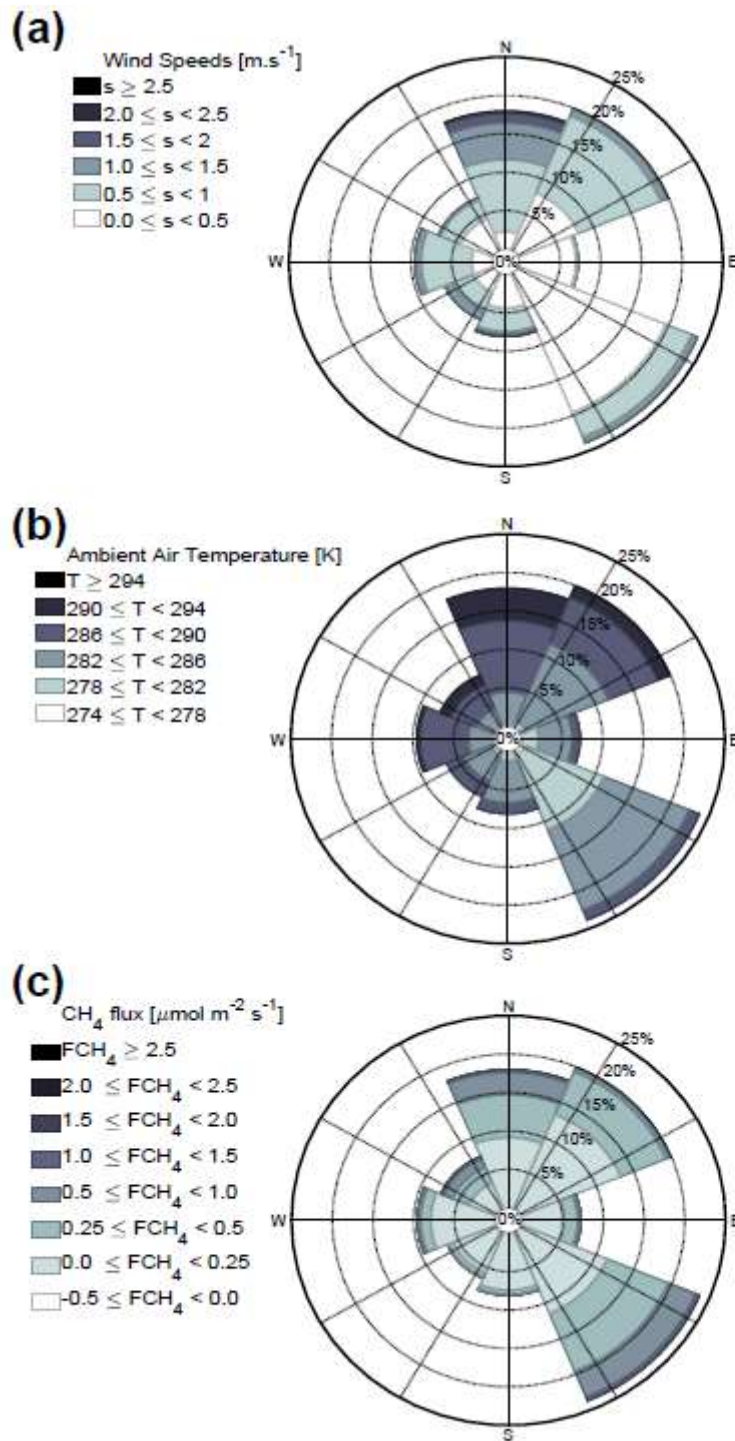 (a)
Wind Speeds [m.s⁻¹]
s ≥ 2.5
2.0 ≤ s < 2.5
1.5 ≤ s < 2
1.0 ≤ s < 1.5
0.5 ≤ s < 1
0.0 ≤ s < 0.5
N
25%
20%
15%
10%
5%
0%
W
E
S
(b)
Ambient Air Temperature [K]
T ≥ 294
290 ≤ T < 294
286 ≤ T < 290
282 ≤ T < 286
278 ≤ T < 282
274 ≤ T < 278
N
25%
20%
15%
10%
5%
0%
W
E
S
(c)
CH₄ flux [μmol m⁻² s⁻¹]
FCH₄ ≥ 2.5
2.0 ≤ FCH₄ < 2.5
1.5 ≤ FCH₄ < 2.0
1.0 ≤ FCH₄ < 1.5
0.5 ≤ FCH₄ < 1.0
0.25 ≤ FCH₄ < 0.5
0.0 ≤ FCH₄ < 0.25
-0.5 ≤ FCH₄ < 0.0
N
25%
20%
15%
10%
5%
0%
W
E
S